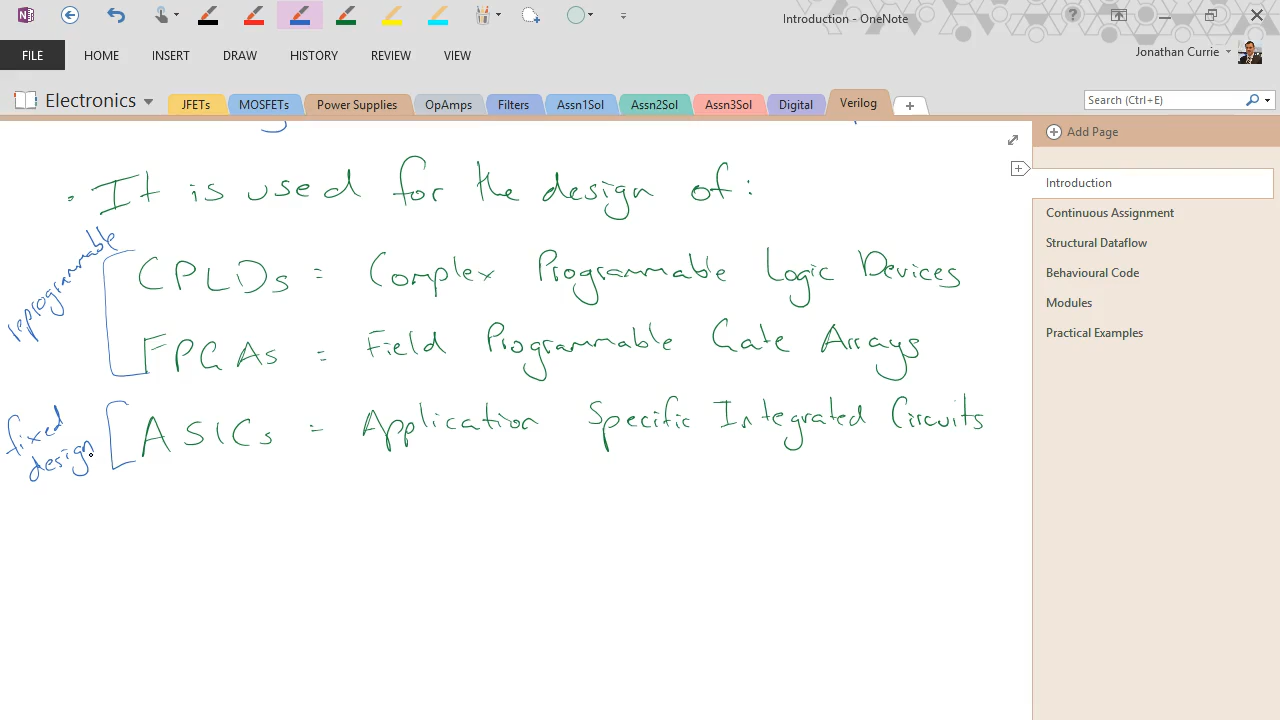 Introduction - OneNote
?
FILE HOME INSERT DRAW HISTORY REVIEW VIEW
Jonathan Currie
Electronics
JFETs MOSFETs Power Supplies OpAmps Filters Assn1Sol Assn2Sol Assn3Sol Digital Verilog
Search (Ctrl+E)
· It is used for the design of:
reprogrammable
CPLDs = Complex Programmable Logic Devices
FPGAs = Field Programmable Gate Arrays
fixed
design
ASICs = Application Specific Integrated Circuits
Add Page
Introduction
Continuous Assignment
Structural Dataflow
Behavioural Code
Modules
Practical Examples